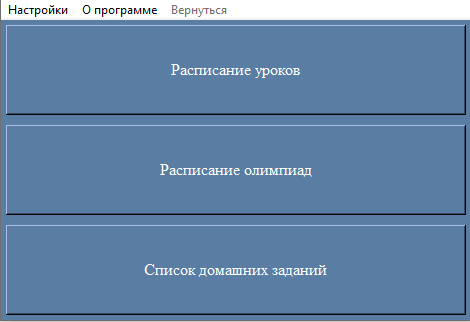 Настройки О программе Вернуться
Расписание уроков
Расписание олимпиад
Список домашних заданий